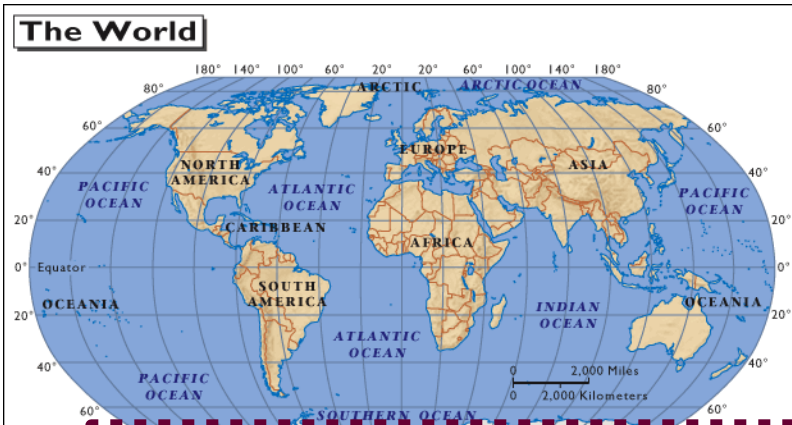 The World
180° 140° 100° 60° 20° 20° 60° 100° 140° 180°
ARCTIC
ARCTIC OCEAN
80° 80°
60° 60°
EUROPE
NORTH
AMERICA
ASIA
40° 40°
PACIFIC
OCEAN
ATLANTIC
OCEAN
PACIFIC
OCEAN
20° 20°
CARIBBEAN
AFRICA
0° Equator 0°
SOUTH
AMERICA
OCEANIA
OCEANIA
INDIAN
OCEAN
20° 20°
ATLANTIC
OCEAN
40° 40°
PACIFIC
OCEAN
0 2,000 Miles
0 2,000 Kilometers
60° 60°
SOUTHERN OCEAN